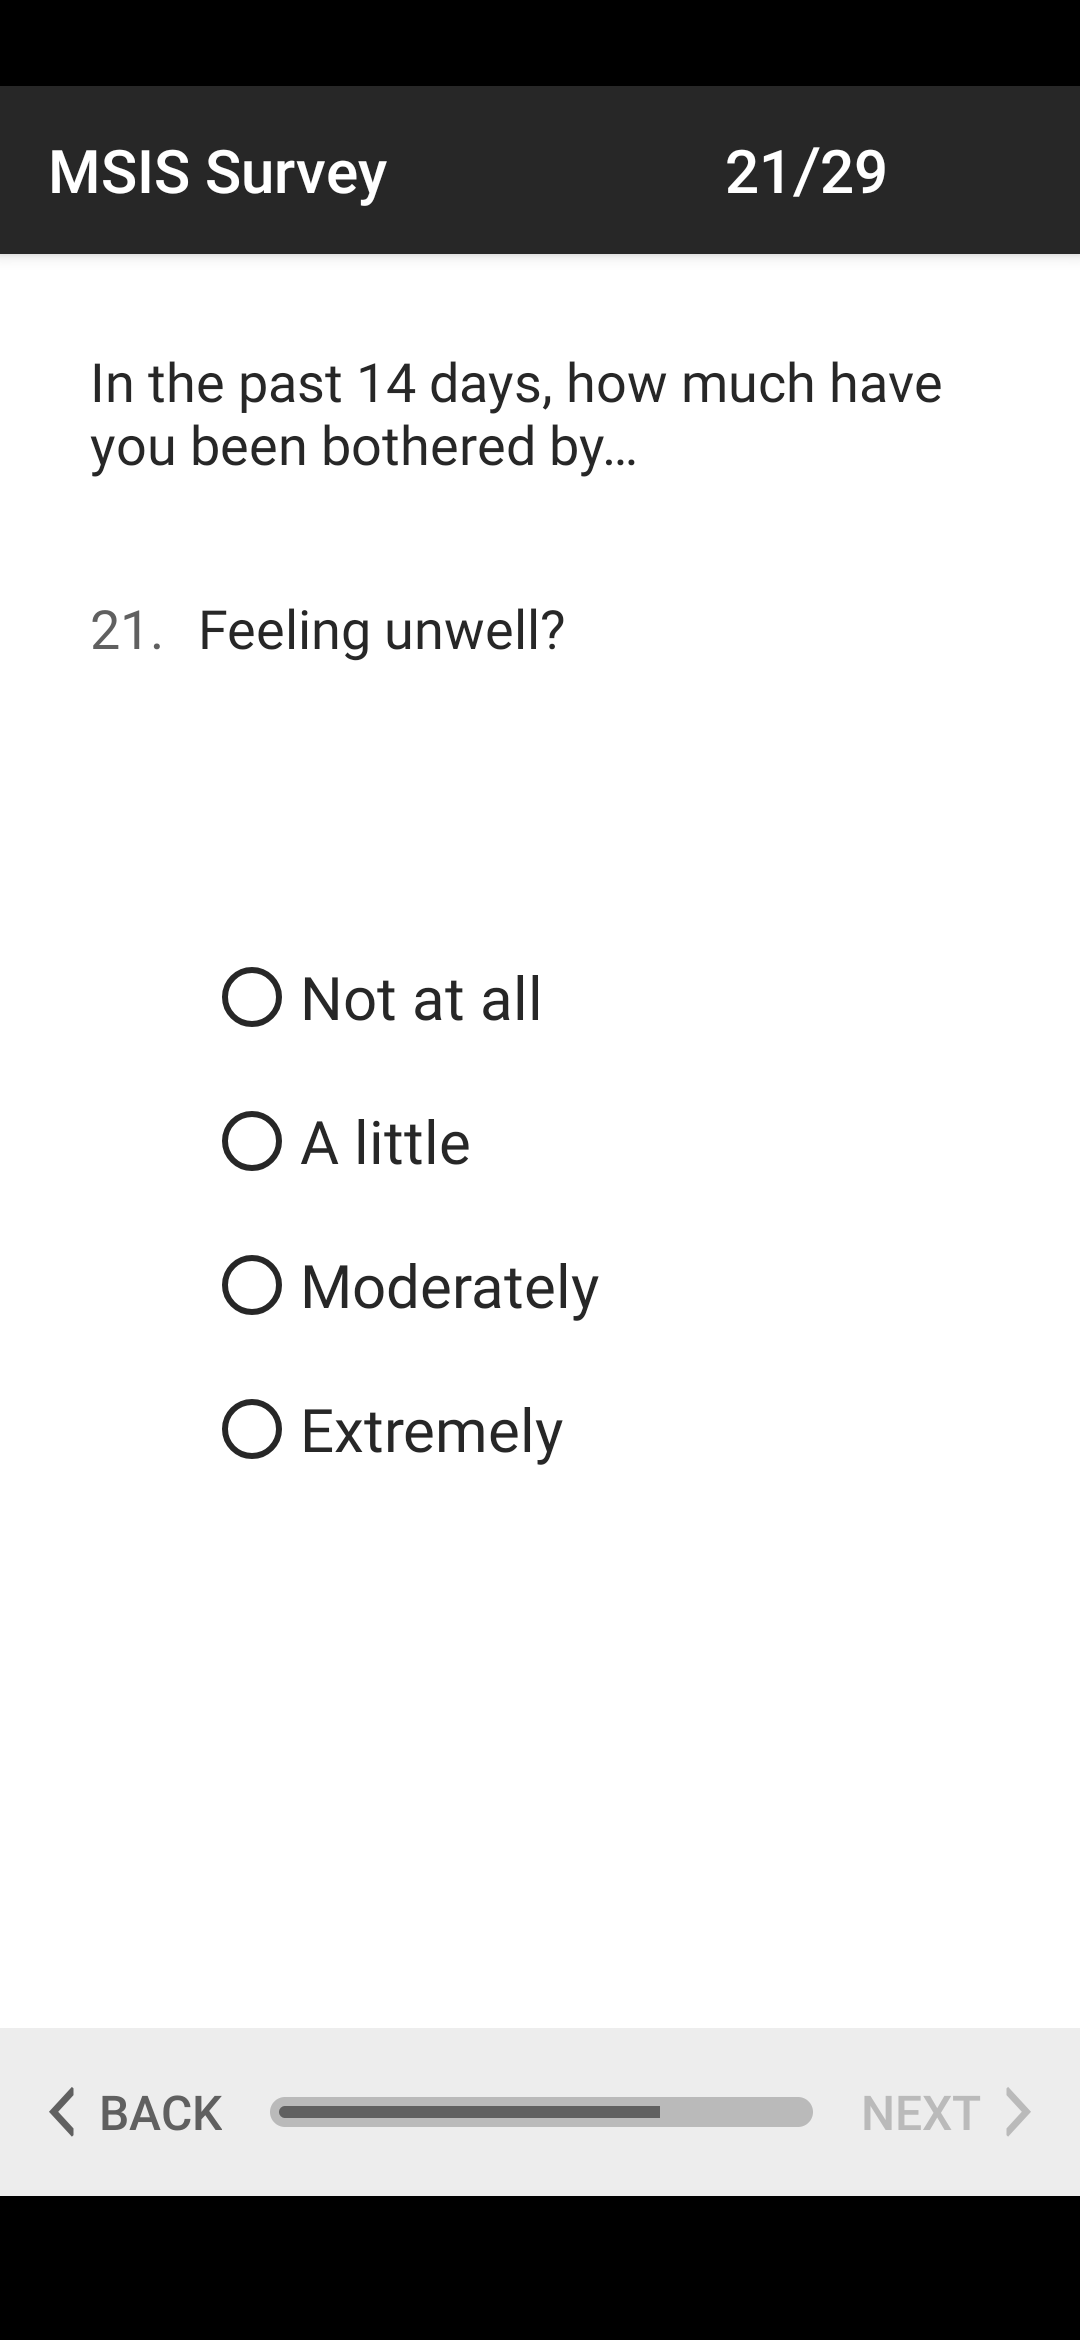 MSIS Survey 21/29
In the past 14 days, how much have
you been bothered by...
21. Feeling unwell?
Not at all
A little
Moderately
Extremely
BACK NEXT